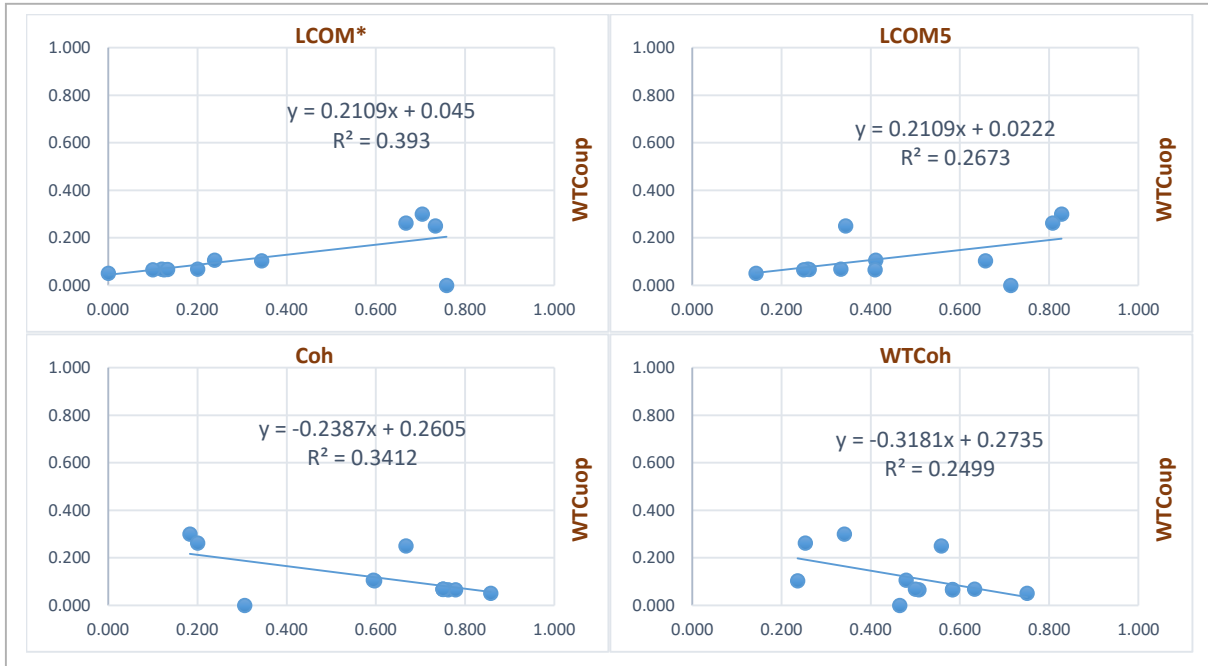 LCOM*
1.000
0.800
0.600
0.400
0.200
0.000
y = 0.2109x + 0.045
R² = 0.393
WTCoup
0.000 0.200 0.400 0.600 0.800 1.000
LCOM5
1.000
0.800
0.600
0.400
0.200
0.000
y = 0.2109x + 0.0222
R² = 0.2673
WTCuop
0.000 0.200 0.400 0.600 0.800 1.000
Coh
1.000
0.800
0.600
0.400
0.200
0.000
y = -0.2387x + 0.2605
R² = 0.3412
WTCuop
0.000 0.200 0.400 0.600 0.800 1.000
WTCoh
1.000
0.800
0.600
0.400
0.200
0.000
y = -0.3181x + 0.2735
R² = 0.2499
WTCoup
0.000 0.200 0.400 0.600 0.800 1.000